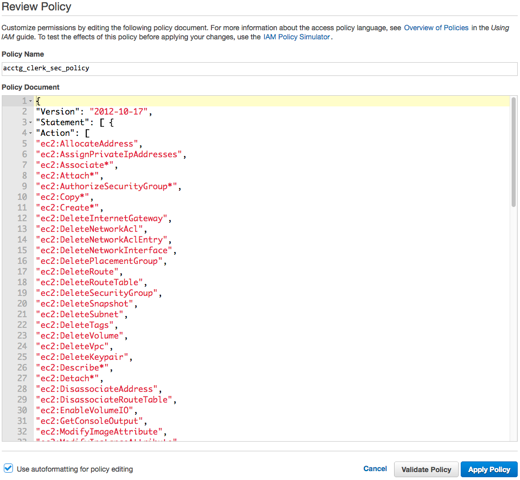 Review Policy
Customize permissions by editing the following policy document. For more information about the access policy language, see Overview of Policies in the Using
IAM guide. To test the effects of this policy before applying your changes, use the IAM Policy Simulator.
Policy Name
acctg_clerk_sec_policy
Policy Document
1 {
2 "Version": "2012-10-17",
3 "Statement": [ {
4 "Action": [
5 "ec2:AllocateAddress",
6 "ec2:AssignPrivateIpAddresses",
7 "ec2:Associate*",
8 "ec2:Attach*",
9 "ec2:AuthorizeSecurityGroup*",
10 "ec2:Copy*",
11 "ec2:Create*",
12 "ec2:DeleteInternetGateway",
13 "ec2:DeleteNetworkAcl",
14 "ec2:DeleteNetworkAclEntry",
15 "ec2:DeleteNetworkInterface",
16 "ec2:DeletePlacementGroup",
17 "ec2:DeleteRoute",
18 "ec2:DeleteRouteTable",
19 "ec2:DeleteSecurityGroup",
20 "ec2:DeleteSnapshot",
21 "ec2:DeleteSubnet",
22 "ec2:DeleteTags",
23 "ec2:DeleteVolume",
24 "ec2:DeleteVpc",
25 "ec2:DeleteKeypair",
26 "ec2:Describe*",
27 "ec2:Detach*",
28 "ec2:DisassociateAddress",
29 "ec2:DisassociateRouteTable",
30 "ec2:EnableVolumeIO",
31 "ec2:GetConsoleOutput",
32 "ec2:ModifyImageAttribute",
Use autoformatting for policy editing
Cancel Validate Policy Apply Policy